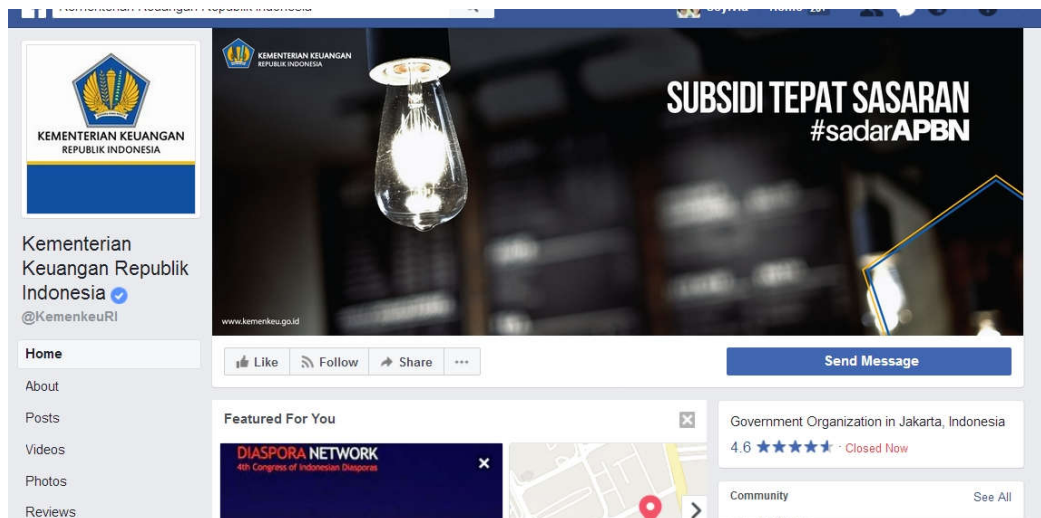 KEMENTERIAN KEUANGAN
REPUBLIK INDONESIA
Kementerian
Keuangan Republik
Indonesia
@KemenkeuRI
Home
About
Posts
Videos
Photos
Reviews
KEMENTERIAN KEUANGAN
REPUBLIK INDONESIA
SUBSIDI TEPAT SASARAN
#sadarAPBN
www.kemenkeu.go.id
Like Follow Share
Send Message
Featured For You
DIASPORA NETWORK
4th Congress of Indonesian Diasporas
Government Organization in Jakarta, Indonesia
4.6 · Closed Now
Community See All